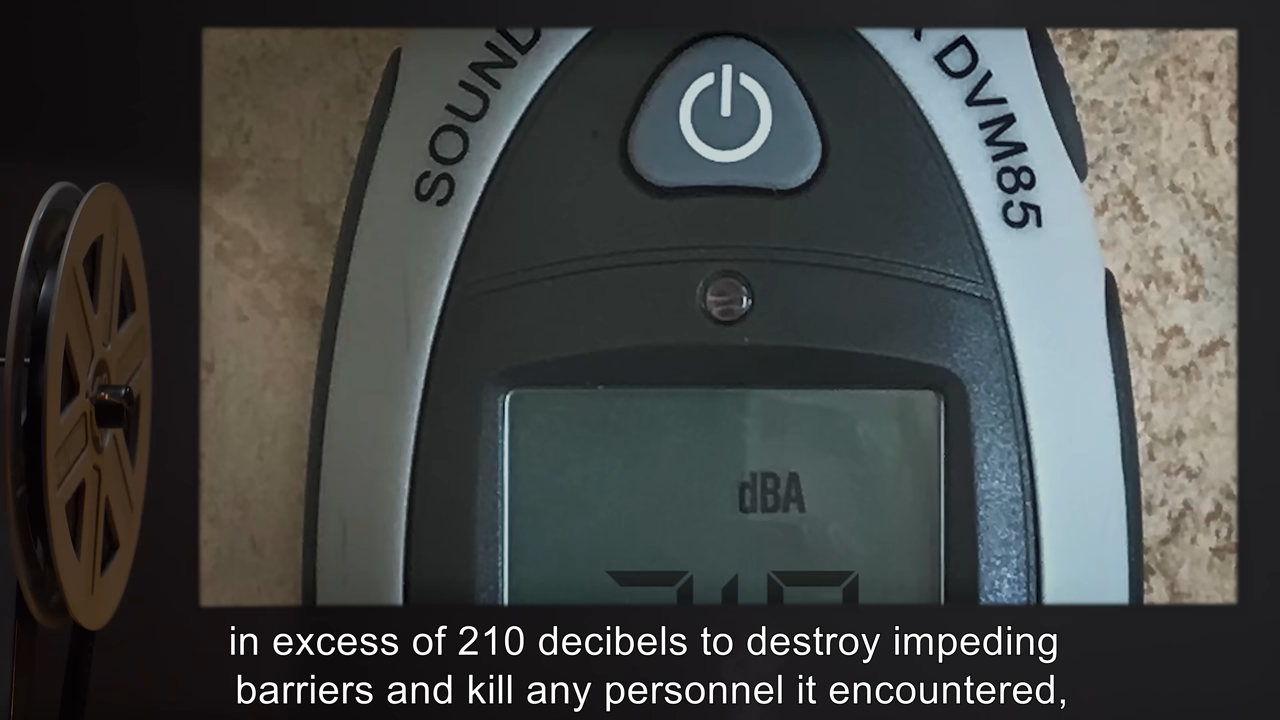 SOUND
DVM85
dBA
in excess of 210 decibels to destroy impeding
barriers and kill any personnel it encountered,